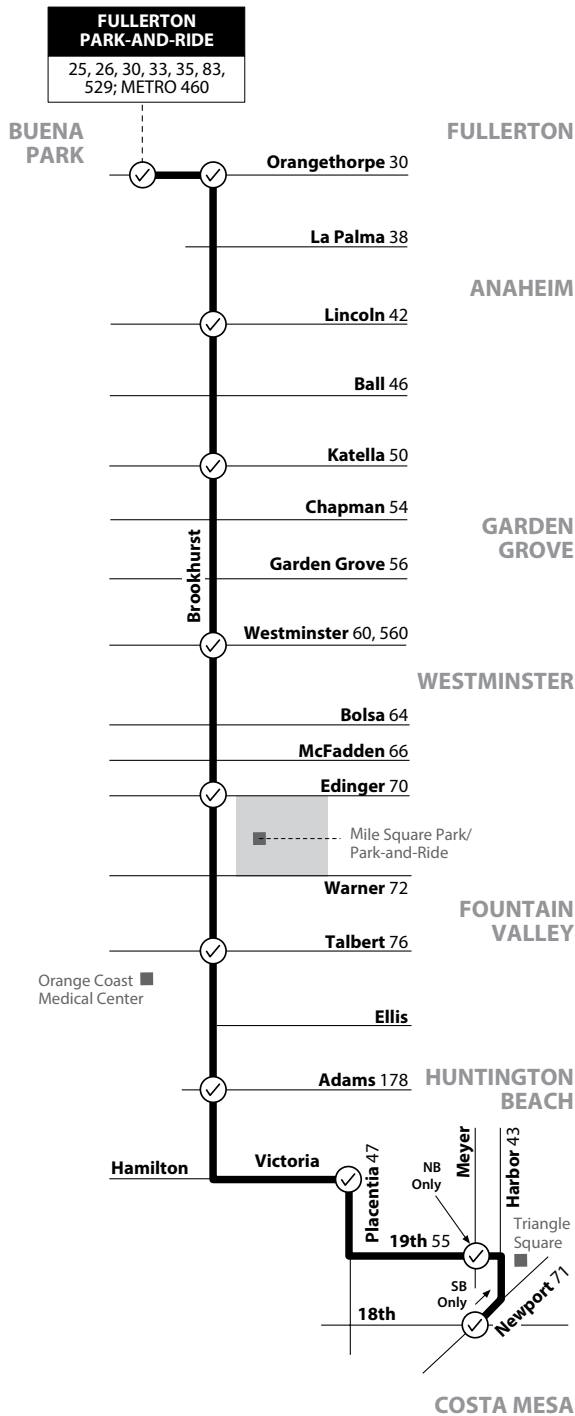 FULLERTON
PARK-AND-RIDE
25, 26, 30, 33, 35, 83,
529; METRO 460
BUENA
PARK
FULLERTON
Orangethorpe 30
La Palma 38
ANAHEIM
Lincoln 42
Ball 46
Katella 50
Chapman 54
GARDEN
GROVE
Brookhurst
Garden Grove 56
Westminster 60, 560
WESTMINSTER
Bolsa 64
McFadden 66
Edinger 70
Mile Square Park/
Park-and-Ride
Warner 72
FOUNTAIN
VALLEY
Talbert 76
Orange Coast
Medical Center
Ellis
Adams 178
HUNTINGTON
BEACH
Hamilton
Victoria
Placentia 47
NB
Only
Meyer
Harbor 43
Triangle
Square
19th 55
SB
Only
Newport 71
18th
COSTA MESA